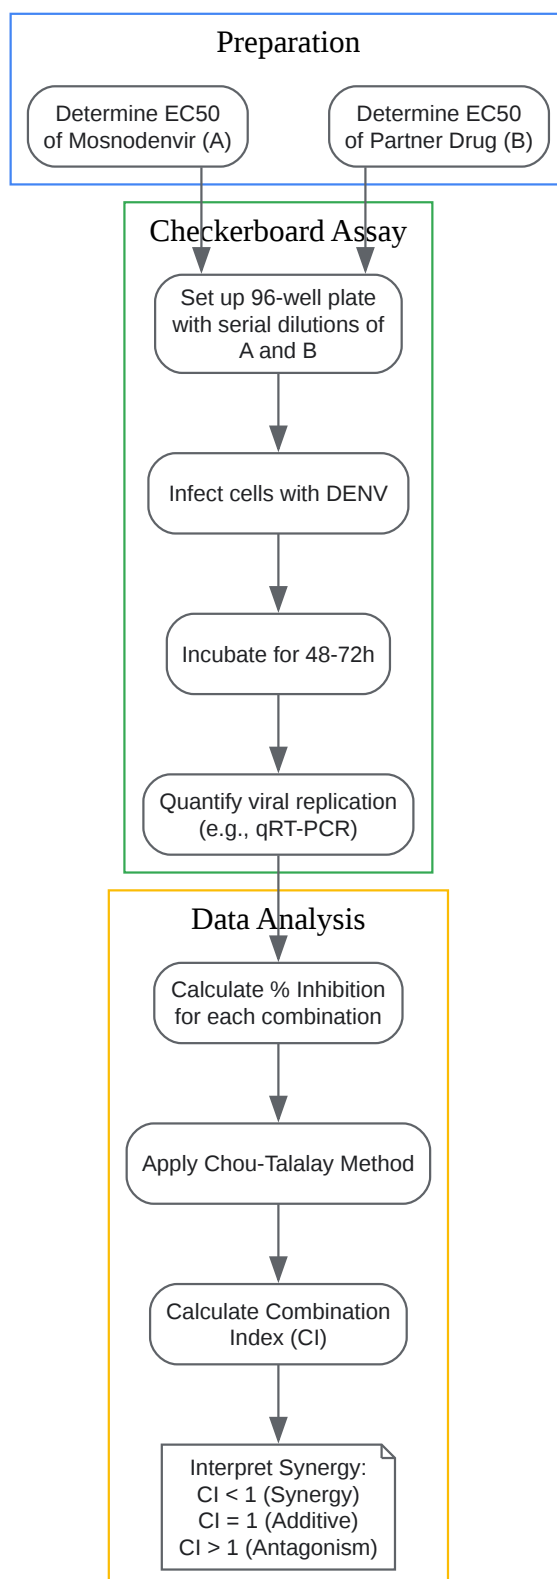 Preparation
Determine EC50
of Mosnodenvir (A)
Determine EC50
of Partner Drug (B)
Checkerboard Assay
Set up 96-well plate
with serial dilutions of
A and B
Infect cells with DENV
Incubate for 48-72h
Quantify viral replication
(e.g., qRT-PCR)
Data Analysis
Calculate % Inhibition
for each combination
Apply Chou-Talalay Method
Calculate Combination
Index (CI)
Interpret Synergy:
CI < 1 (Synergy)
CI = 1 (Additive)
CI > 1 (Antagonism)